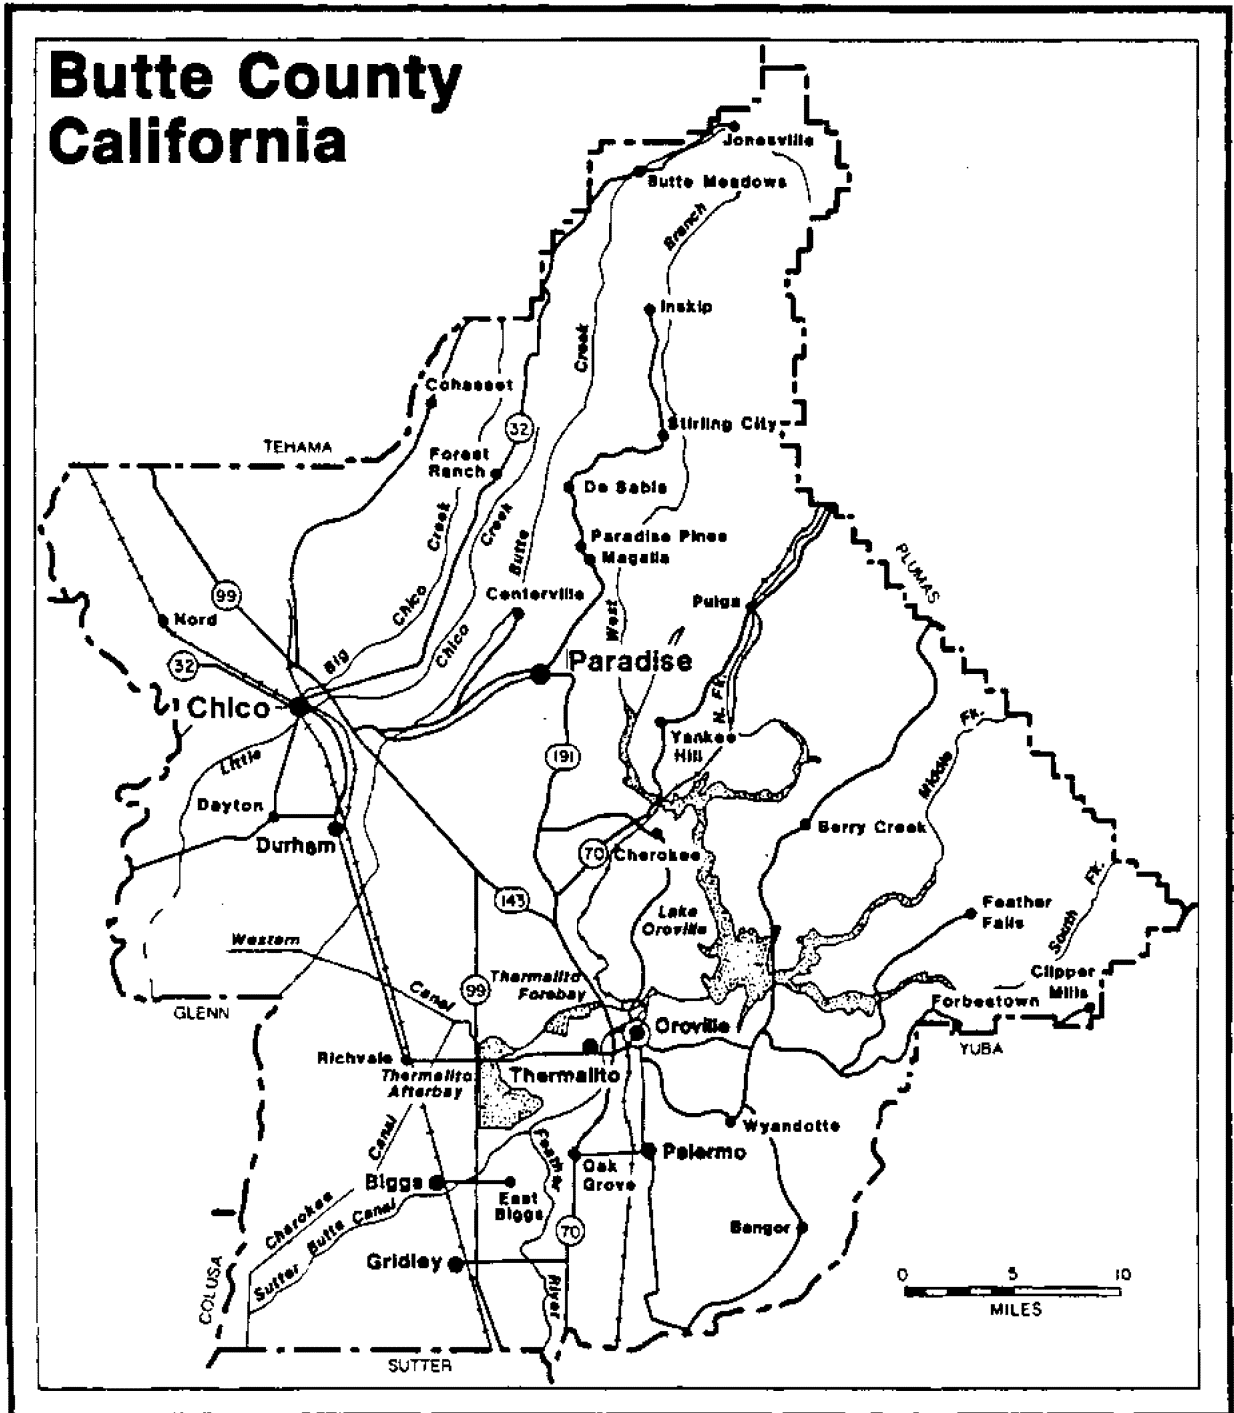 Butte County
California
Jonesville
Butte Meadows
Branch
Inskip
Creek
Cohasset
32
Stirling City
TEHAMA
Forest
Ranch
De Sabla
Creek
Creek
Butte
Paradise Pines
Magalia
PLUMAS
99
Centerville
Pulga
Nord
Chico
West
Chico
32
Big
Paradise
N. Fk.
Chico
Fk.
Yankee
Hill
Little
191
Middle
Dayton
Berry Creek
Durham
70
Cherokee
Fk.
143
Feather
Falls
Lake
Oroville
South
Western
Thermalito
Forebay
Clipper
Mills
Canal
99
Forbestown
GLENN
Oroville
YUBA
Richvale
Thermalito
Afterbay
Thermalito
Canal
Wyandotte
Feather
Palermo
Oak
Grove
Biggs
East
Biggs
Cherokee
Butte Canal
70
Bangor
Gridley
Sutter
River
COLUSA
0 5 10
MILES
SUTTER